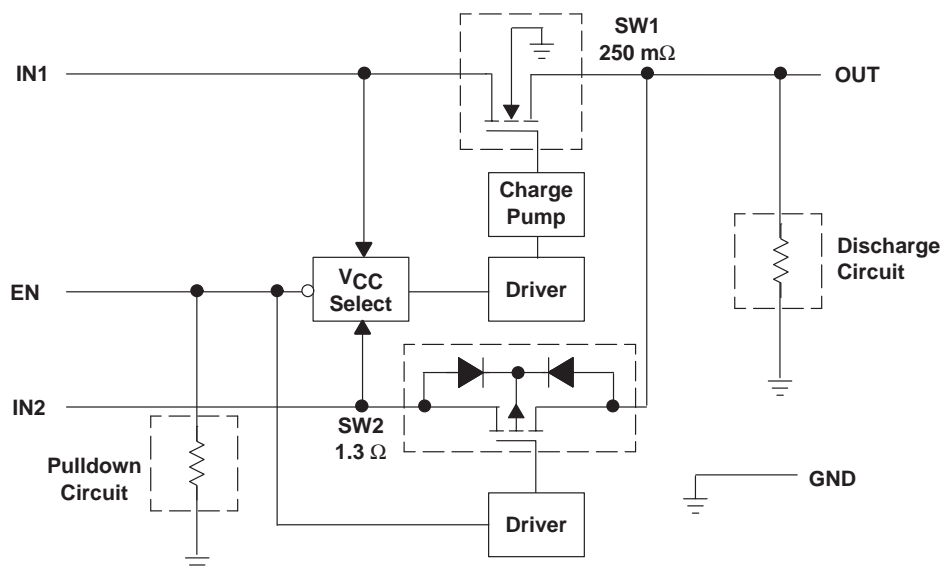 SW1
250 mΩ
IN1
OUT
Charge
Pump
Discharge
Circuit
VCC
Select
EN
Driver
IN2
SW2
1.3 Ω
Pulldown
Circuit
GND
Driver